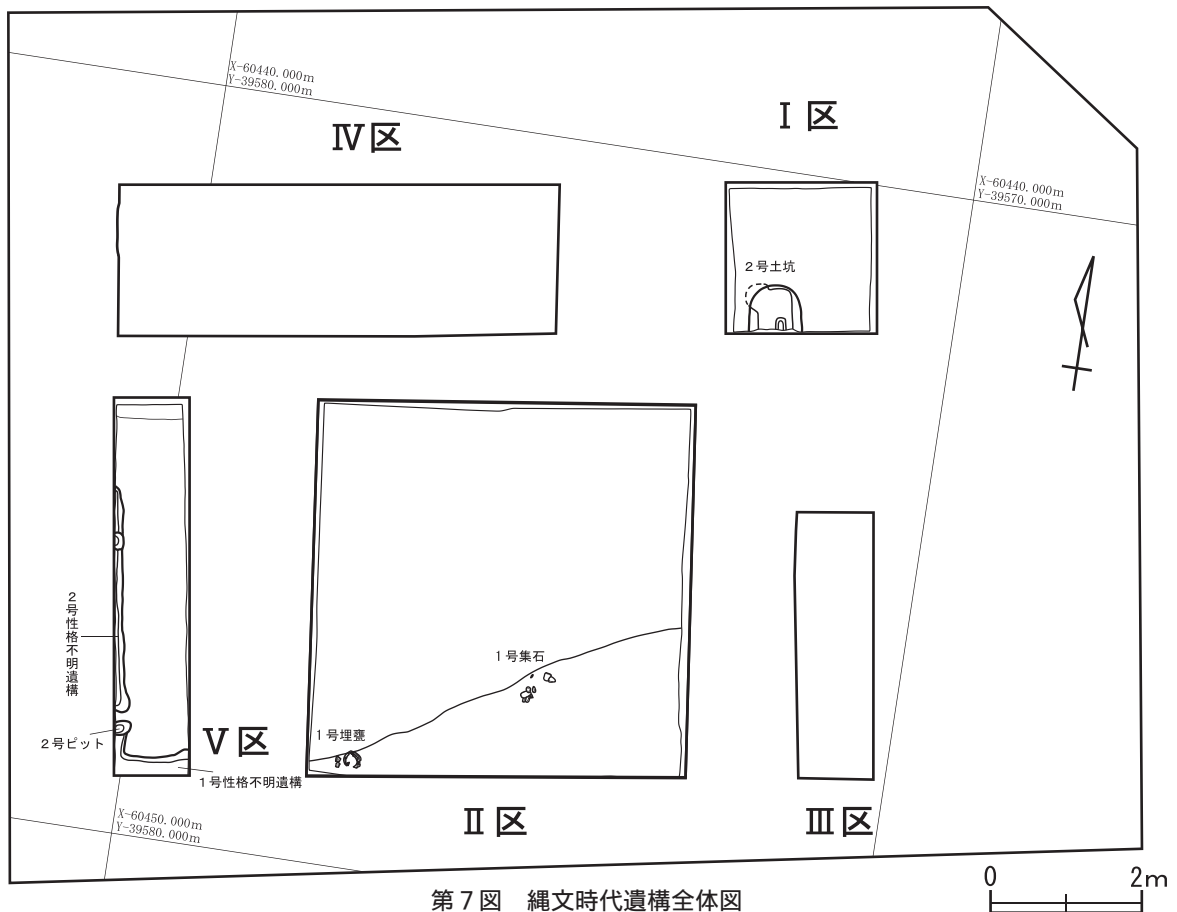 X-60440.000m
Y-39580.000m
Ⅳ区
Ⅰ区
X-60440.000m
Y-39570.000m
2号土坑
2号性格不明遺構
1号集石
1号埋甕
2号ピット
Ⅴ区
1号性格不明遺構
X-60450.000m
Y-39580.000m
Ⅱ区
Ⅲ区
0 2m
第7図 縄文時代遺構全体図